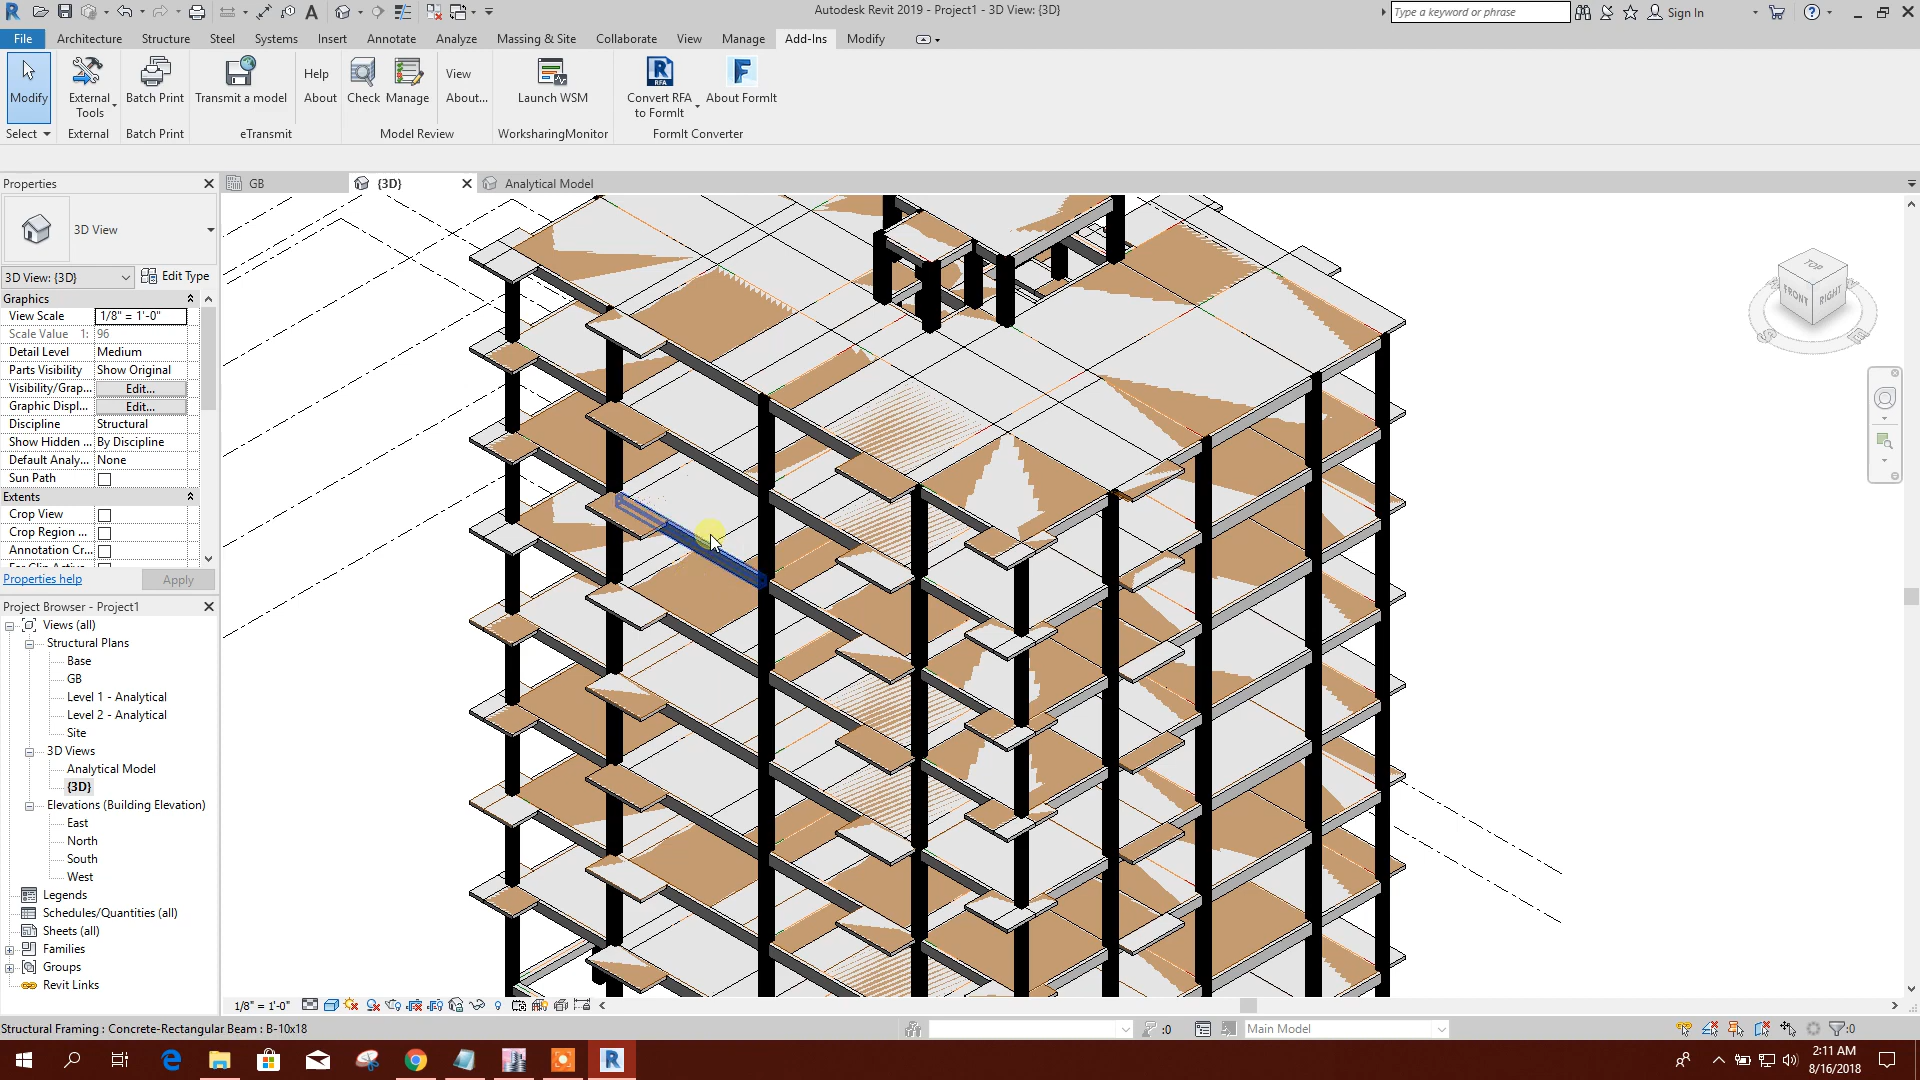 Autodesk Revit 2019 - Project1 - 3D View: {3D}
Type a keyword or phrase
Sign In
File Architecture Structure Steel Systems Insert Annotate Analyze Massing & Site Collaborate View Manage Add-Ins Modify
Modify
External Tools
Batch Print
Transmit a model
Help
About
Check
Manage
View
About...
Launch WSM
Convert RFA to FormIt
About FormIt
Select
External
Batch Print
eTransmit
Model Review
WorksharingMonitor
FormIt Converter
Properties
GB
{3D}
Analytical Model
3D View
3D View: {3D}
Edit Type
Graphics
View Scale 1/8" = 1'-0"
Scale Value 1: 96
Detail Level Medium
Parts Visibility Show Original
Visibility/Grap... Edit...
Graphic Displ... Edit...
Discipline Structural
Show Hidden ... By Discipline
Default Analy... None
Sun Path
Extents
Crop View
Crop Region ...
Annotation Cr...
Properties help
Apply
TOP
FRONT
RIGHT
Project Browser - Project1
Views (all)
Structural Plans
Base
GB
Level 1 - Analytical
Level 2 - Analytical
Site
3D Views
Analytical Model
{3D}
Elevations (Building Elevation)
East
North
South
West
Legends
Schedules/Quantities (all)
Sheets (all)
Families
Groups
Revit Links
1/8" = 1'-0"
Structural Framing : Concrete-Rectangular Beam : B-10x18
:0
Main Model
:0
2:11 AM
8/16/2018